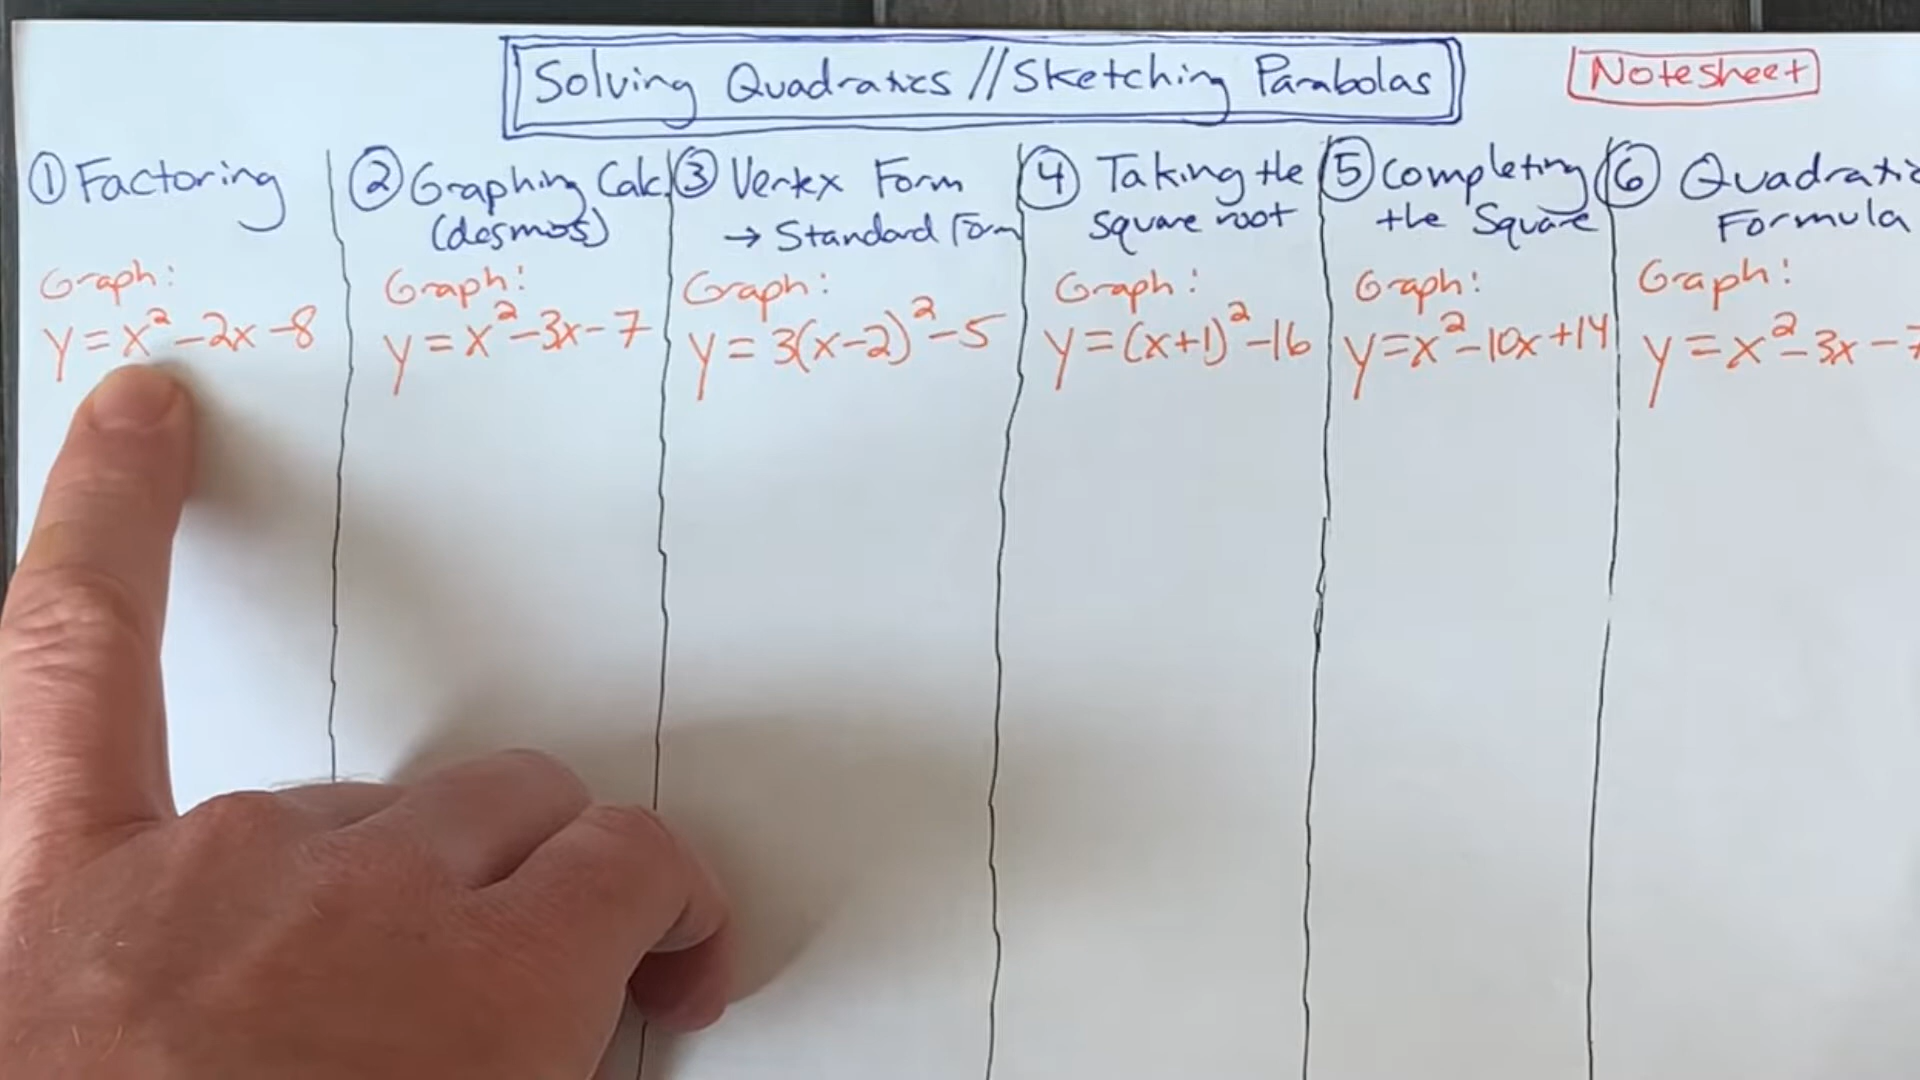 Solving Quadratics // Sketching Parabolas
Notesheet
① Factoring
Graph:
y = x² - 2x - 8
② Graphing Calc.
(desmos)
Graph:
y = x² - 3x - 7
③ Vertex Form
→ Standard Form
Graph:
y = 3(x-2)² - 5
④ Taking the
square root
Graph:
y = (x+1)² - 16
⑤ Completing
the Square
Graph:
y = x² - 10x + 14
⑥ Quadratic
Formula
Graph:
y = x² - 3x - 7